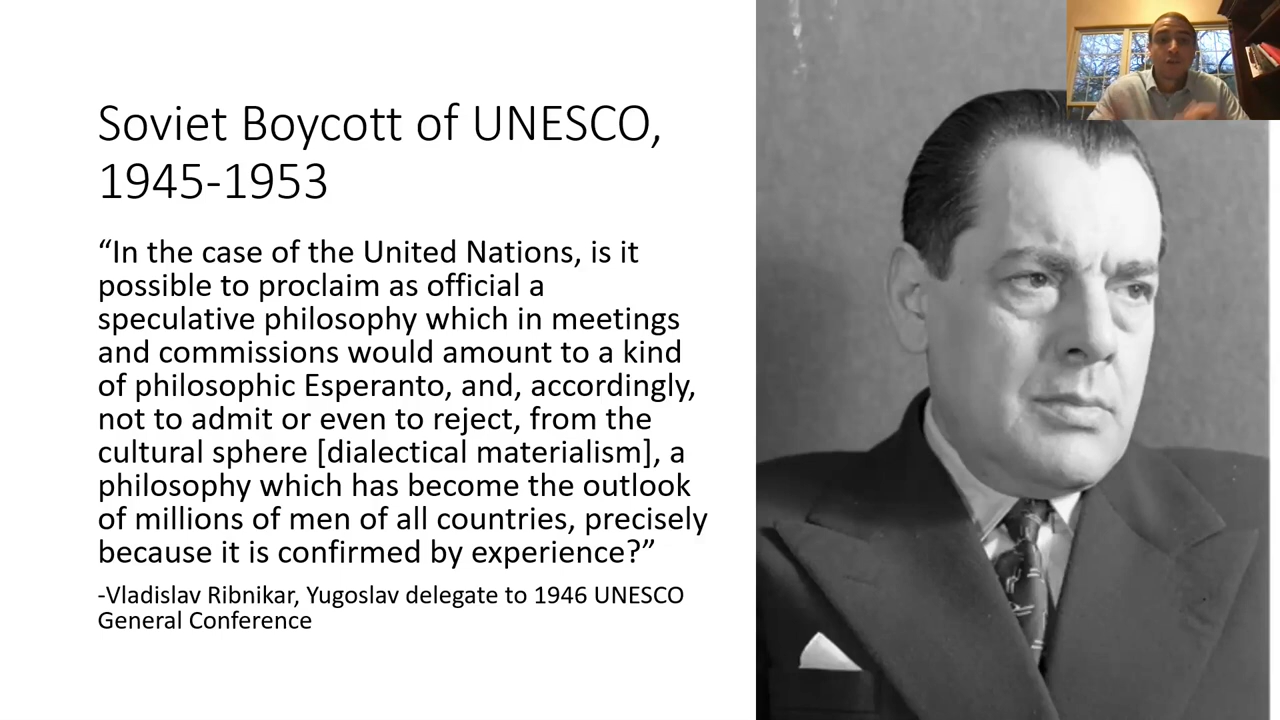 Soviet Boycott of UNESCO,
1945-1953
“In the case of the United Nations, is it
possible to proclaim as official a
speculative philosophy which in meetings
and commissions would amount to a kind
of philosophic Esperanto, and, accordingly,
not to admit or even to reject, from the
cultural sphere [dialectical materialism], a
philosophy which has become the outlook
of millions of men of all countries, precisely
because it is confirmed by experience?”
-Vladislav Ribnikar, Yugoslav delegate to 1946 UNESCO
General Conference